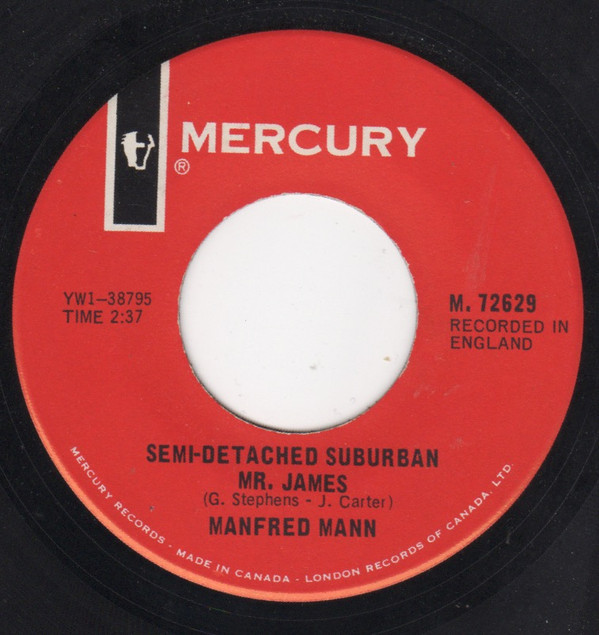 MERCURY
®
YW1-38795
TIME 2:37
M. 72629
RECORDED IN
ENGLAND
SEMI-DETACHED SUBURBAN
MR. JAMES
(G. Stephens - J. Carter)
MANFRED MANN
MERCURY RECORDS - MADE IN CANADA - LONDON RECORDS OF CANADA, LTD.